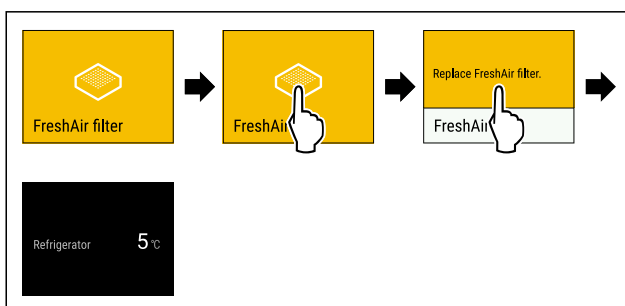 FreshAir filter
FreshAi
Replace FreshAir filter.
FreshAi
Refrigerator 5 °C